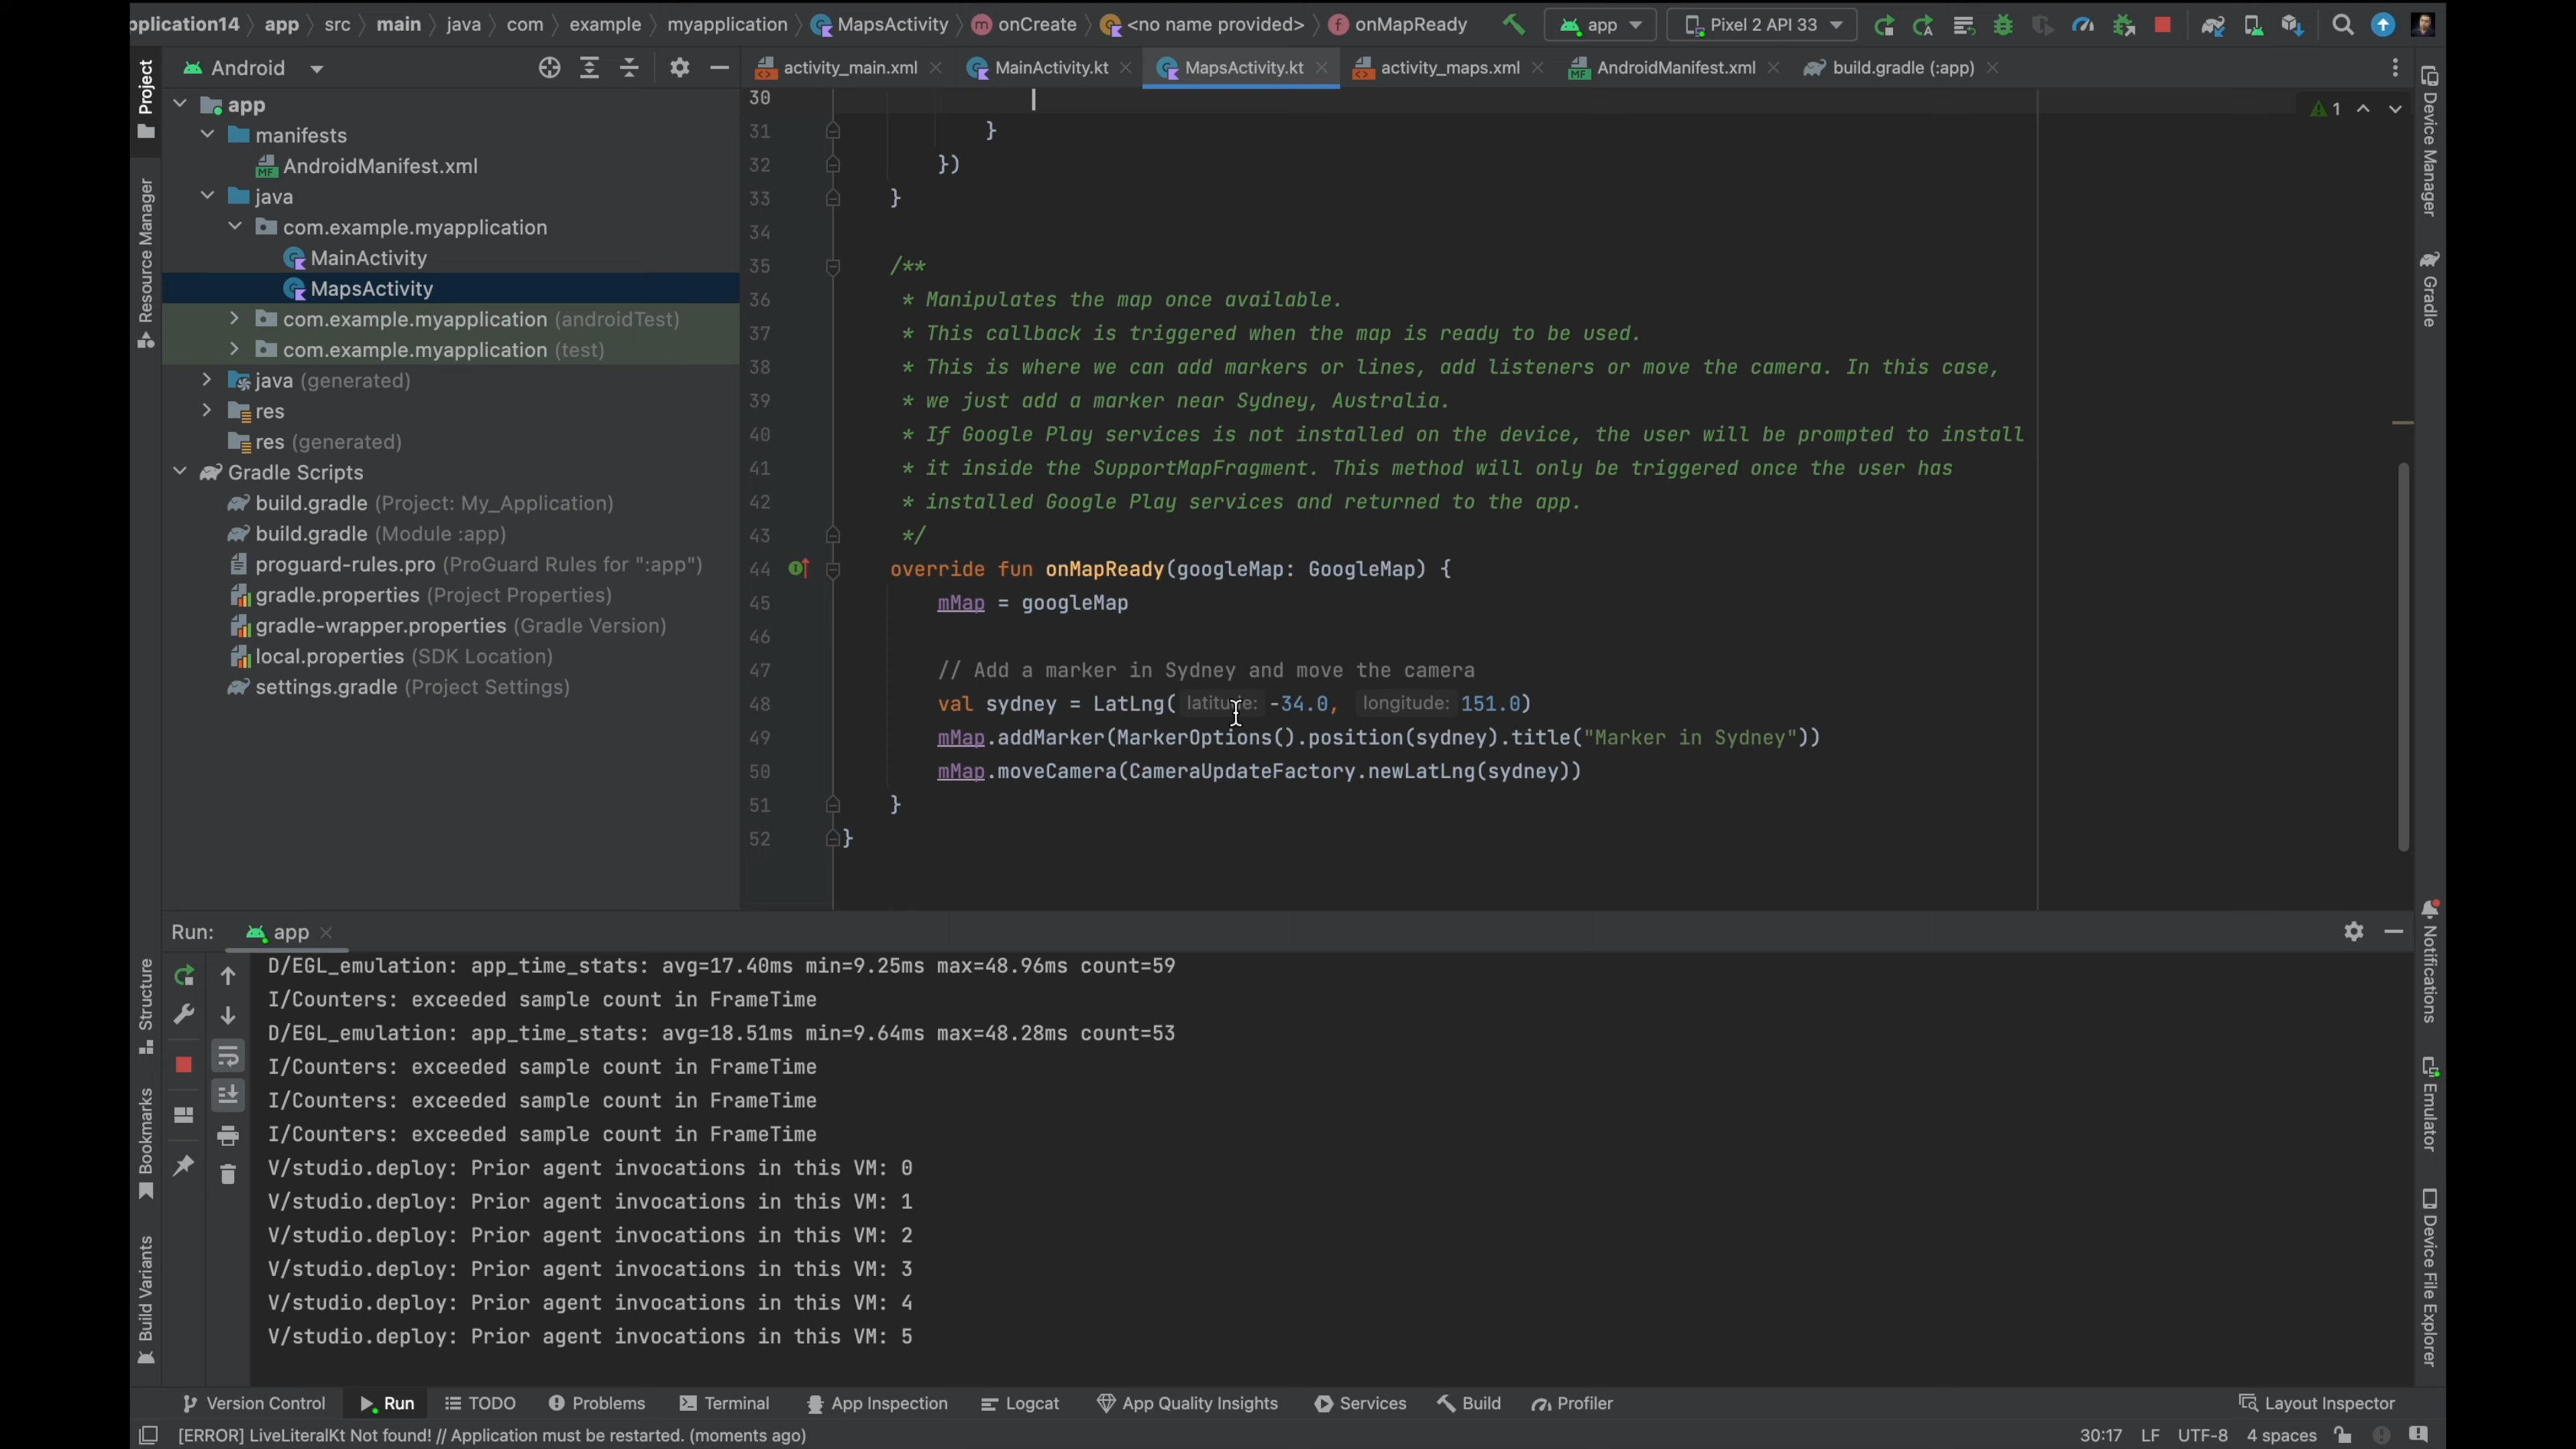 pplication14 app src main java com example myapplication MapsActivity onCreate <no name provided> onMapReady app Pixel 2 API 33
Project
Android
activity_main.xml MainActivity.kt MapsActivity.kt activity_maps.xml AndroidManifest.xml build.gradle (:app)
Resource Manager
app
manifests
AndroidManifest.xml
java
com.example.myapplication
MainActivity
MapsActivity
com.example.myapplication (androidTest)
com.example.myapplication (test)
java (generated)
res
res (generated)
Gradle Scripts
build.gradle (Project: My_Application)
build.gradle (Module :app)
proguard-rules.pro (ProGuard Rules for ":app")
gradle.properties (Project Properties)
gradle-wrapper.properties (Gradle Version)
local.properties (SDK Location)
settings.gradle (Project Settings)
1
30
31 }
32 })
33 }
34
35 /**
36 * Manipulates the map once available.
37 * This callback is triggered when the map is ready to be used.
38 * This is where we can add markers or lines, add listeners or move the camera. In this case,
39 * we just add a marker near Sydney, Australia.
40 * If Google Play services is not installed on the device, the user will be prompted to install
41 * it inside the SupportMapFragment. This method will only be triggered once the user has
42 * installed Google Play services and returned to the app.
43 */
44 override fun onMapReady(googleMap: GoogleMap) {
45 mMap = googleMap
46
47 // Add a marker in Sydney and move the camera
48 val sydney = LatLng( latitude: -34.0, longitude: 151.0)
49 mMap.addMarker(MarkerOptions().position(sydney).title("Marker in Sydney"))
50 mMap.moveCamera(CameraUpdateFactory.newLatLng(sydney))
51 }
52 }
Device Manager
Gradle
Notifications
Emulator
Device File Explorer
Structure
Bookmarks
Build Variants
Run: app
D/EGL_emulation: app_time_stats: avg=17.40ms min=9.25ms max=48.96ms count=59
I/Counters: exceeded sample count in FrameTime
D/EGL_emulation: app_time_stats: avg=18.51ms min=9.64ms max=48.28ms count=53
I/Counters: exceeded sample count in FrameTime
I/Counters: exceeded sample count in FrameTime
I/Counters: exceeded sample count in FrameTime
V/studio.deploy: Prior agent invocations in this VM: 0
V/studio.deploy: Prior agent invocations in this VM: 1
V/studio.deploy: Prior agent invocations in this VM: 2
V/studio.deploy: Prior agent invocations in this VM: 3
V/studio.deploy: Prior agent invocations in this VM: 4
V/studio.deploy: Prior agent invocations in this VM: 5
Version Control Run TODO Problems Terminal App Inspection Logcat App Quality Insights Services Build Profiler Layout Inspector
[ERROR] LiveLiteralKt Not found! // Application must be restarted. (moments ago) 30:17 LF UTF-8 4 spaces